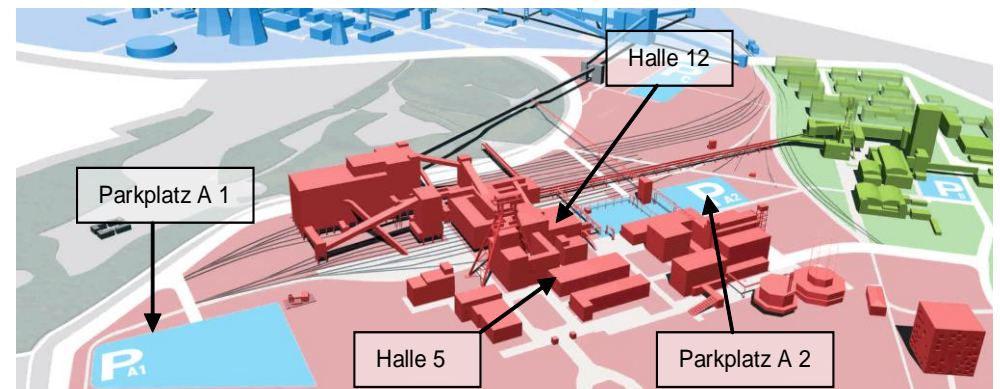 Halle 12
Parkplatz A 1
P
A2
P
A1
Halle 5
Parkplatz A 2